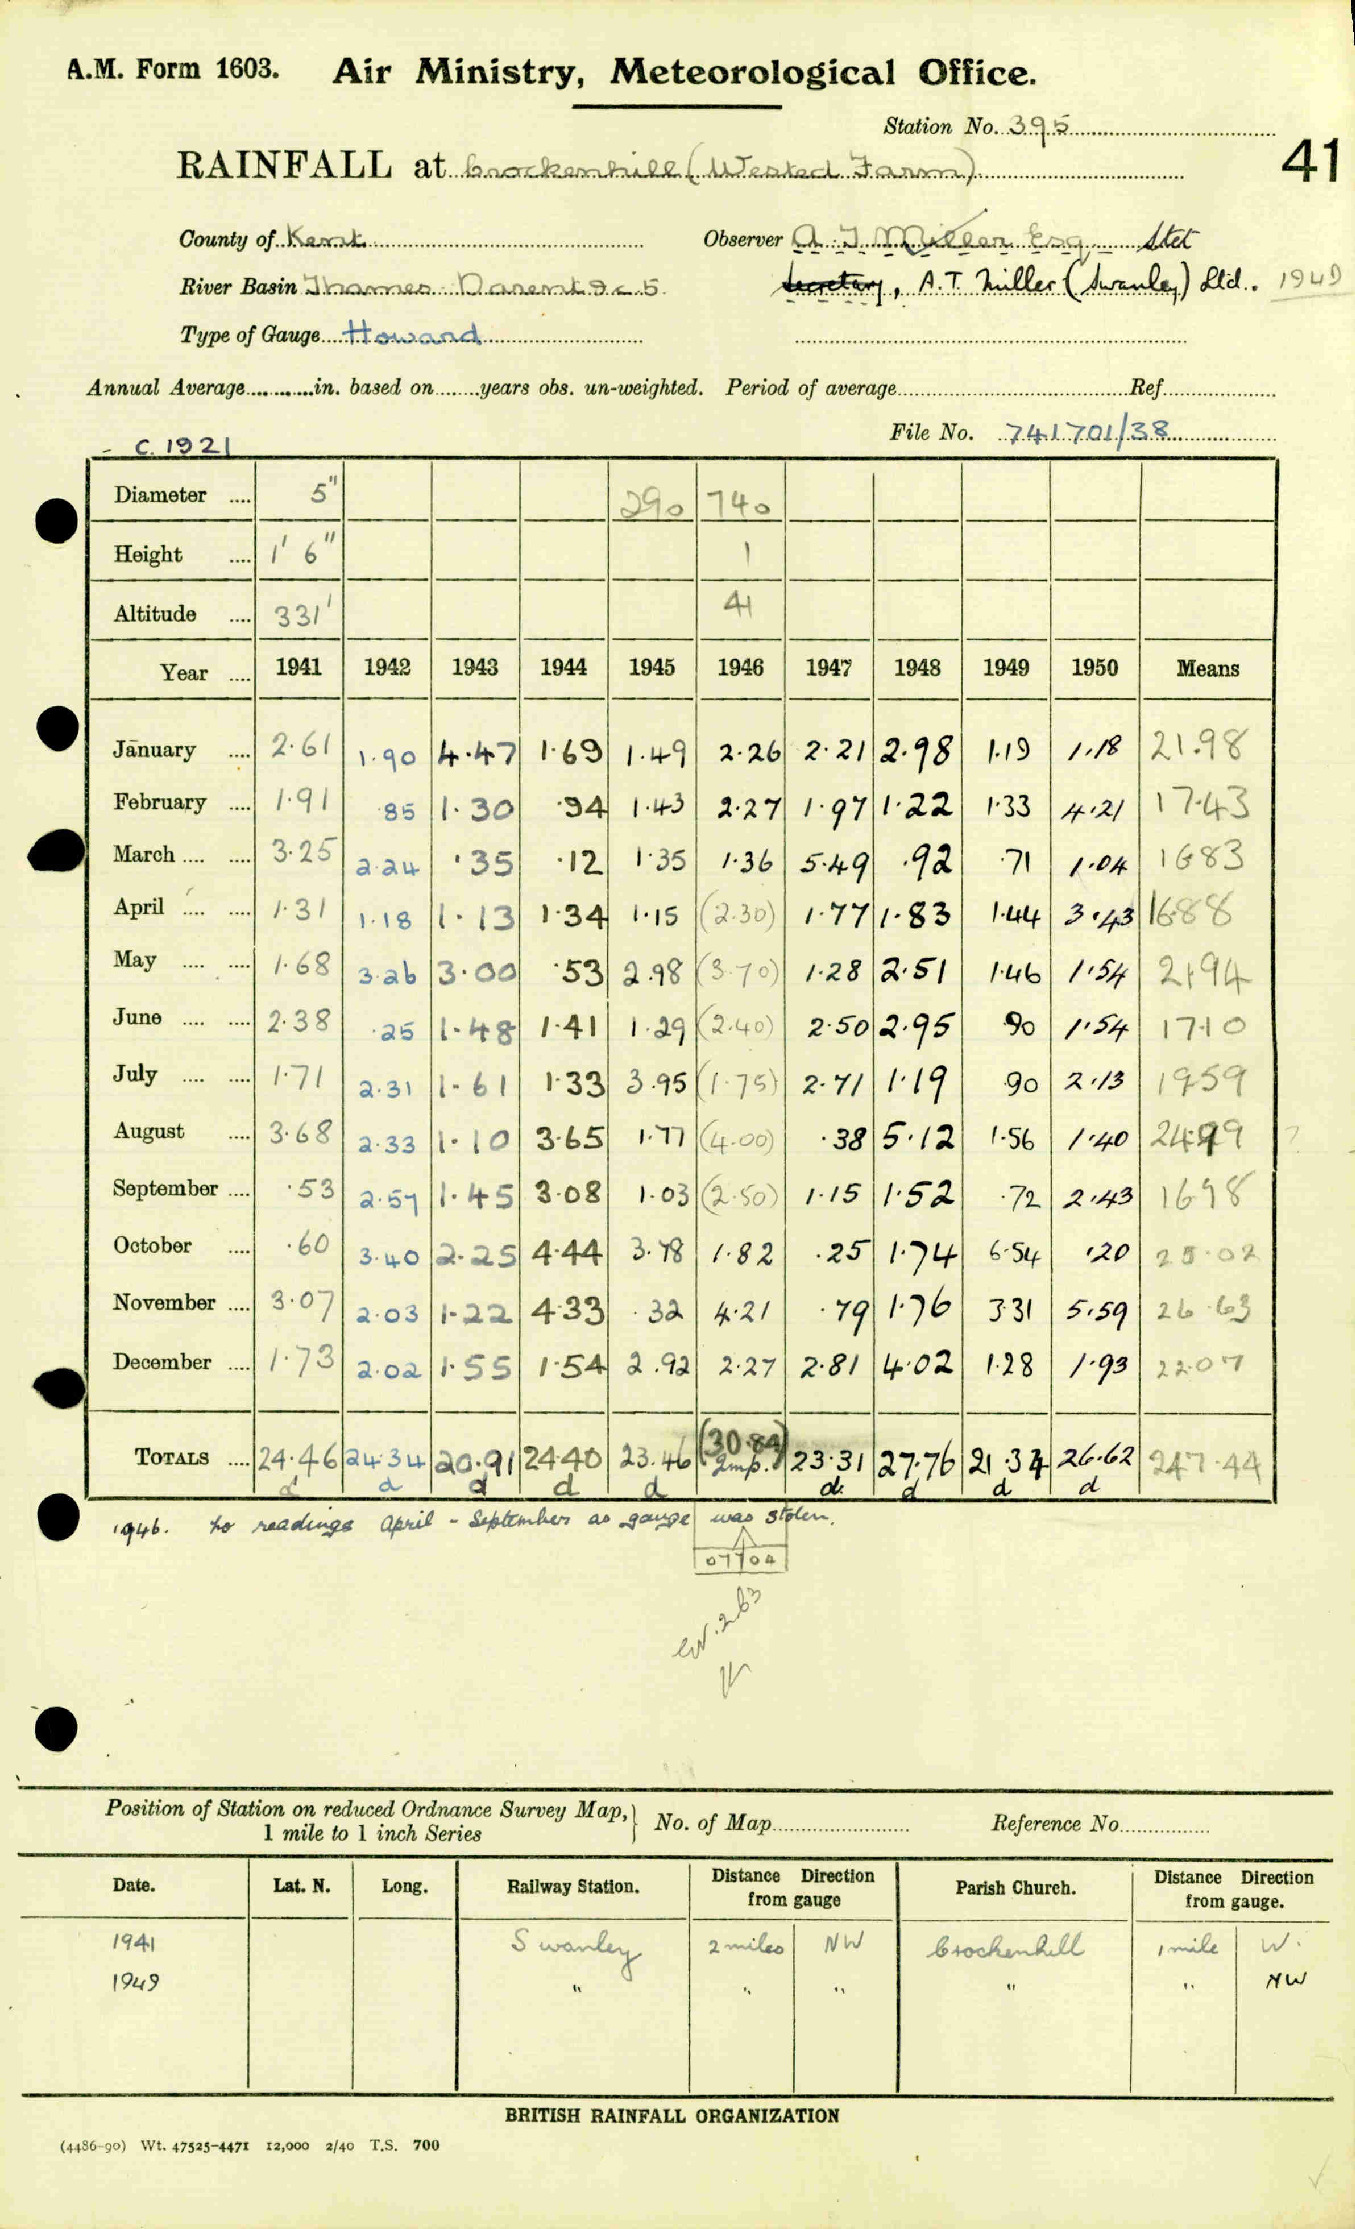 A.M. Form 1603. Air Ministry, Meteorological Office.
Station No. 395
41
RAINFALL at Crockenhill (Wested Farm)
County of Kent Observer A T Miller Esq Stet
River Basin Thames Darent 9c5 Secretary, A.T. Miller (Swanley) Ltd. 1949
Type of Gauge Howard
Annual Average in. based on years obs. un-weighted. Period of average Ref
File No. 741701/38
- C. 1921
Diameter 5" 290 740
Height 1' 6" 1
Altitude 331' 41
Year 1941 1942 1943 1944 1945 1946 1947 1948 1949 1950 Means
January 2.61 1.90 4.47 1.69 1.49 2.26 2.21 2.98 1.19 1.18 21.98
February 1.91 .85 1.30 .94 1.43 2.27 1.97 1.22 1.33 4.21 17.43
March 3.25 2.24 .35 .12 1.35 1.36 5.49 .92 .71 1.04 16.83
April 1.31 1.18 1.13 1.34 1.15 (2.30) 1.77 1.83 1.44 3.43 16.88
May 1.68 3.26 3.00 .53 2.98 (3.70) 1.28 2.51 1.46 1.54 21.94
June 2.38 .25 1.48 1.41 1.29 (2.40) 2.50 2.95 .90 1.54 17.10
July 1.71 2.31 1.61 1.33 3.95 (1.75) 2.71 1.19 .90 2.13 19.59
August 3.68 2.33 1.10 3.65 1.77 (4.00) .38 5.12 1.56 1.40 24.99 ?
September .53 2.57 1.45 3.08 1.03 (2.50) 1.15 1.52 .72 2.43 16.98
October .60 3.40 2.25 4.44 3.78 1.82 .25 1.74 6.54 .20 25.02
November 3.07 2.03 1.22 4.33 .32 4.21 .79 1.76 3.31 5.59 26.63
December 1.73 2.02 1.55 1.54 2.92 2.27 2.81 4.02 1.28 1.93 22.07
TOTALS 24.46 24.34 20.91 24.40 23.46 (30.84) 23.31 27.76 21.34 26.62 247.44
d d d d d 2mp. d d d d
1946. No readings April - September as gauge was stolen.
07704
EW.263
Position of Station on reduced Ordnance Survey Map, 1 mile to 1 inch Series } No. of Map Reference No.
Date. Lat. N. Long. Railway Station. Distance Direction from gauge Parish Church. Distance Direction from gauge.
1941 Swanley 2 miles NW Crockenhill 1 mile W.
1949 " " " " " NW
BRITISH RAINFALL ORGANIZATION
(4486-90) Wt. 47525-4471 12,000 2/40 T.S. 700